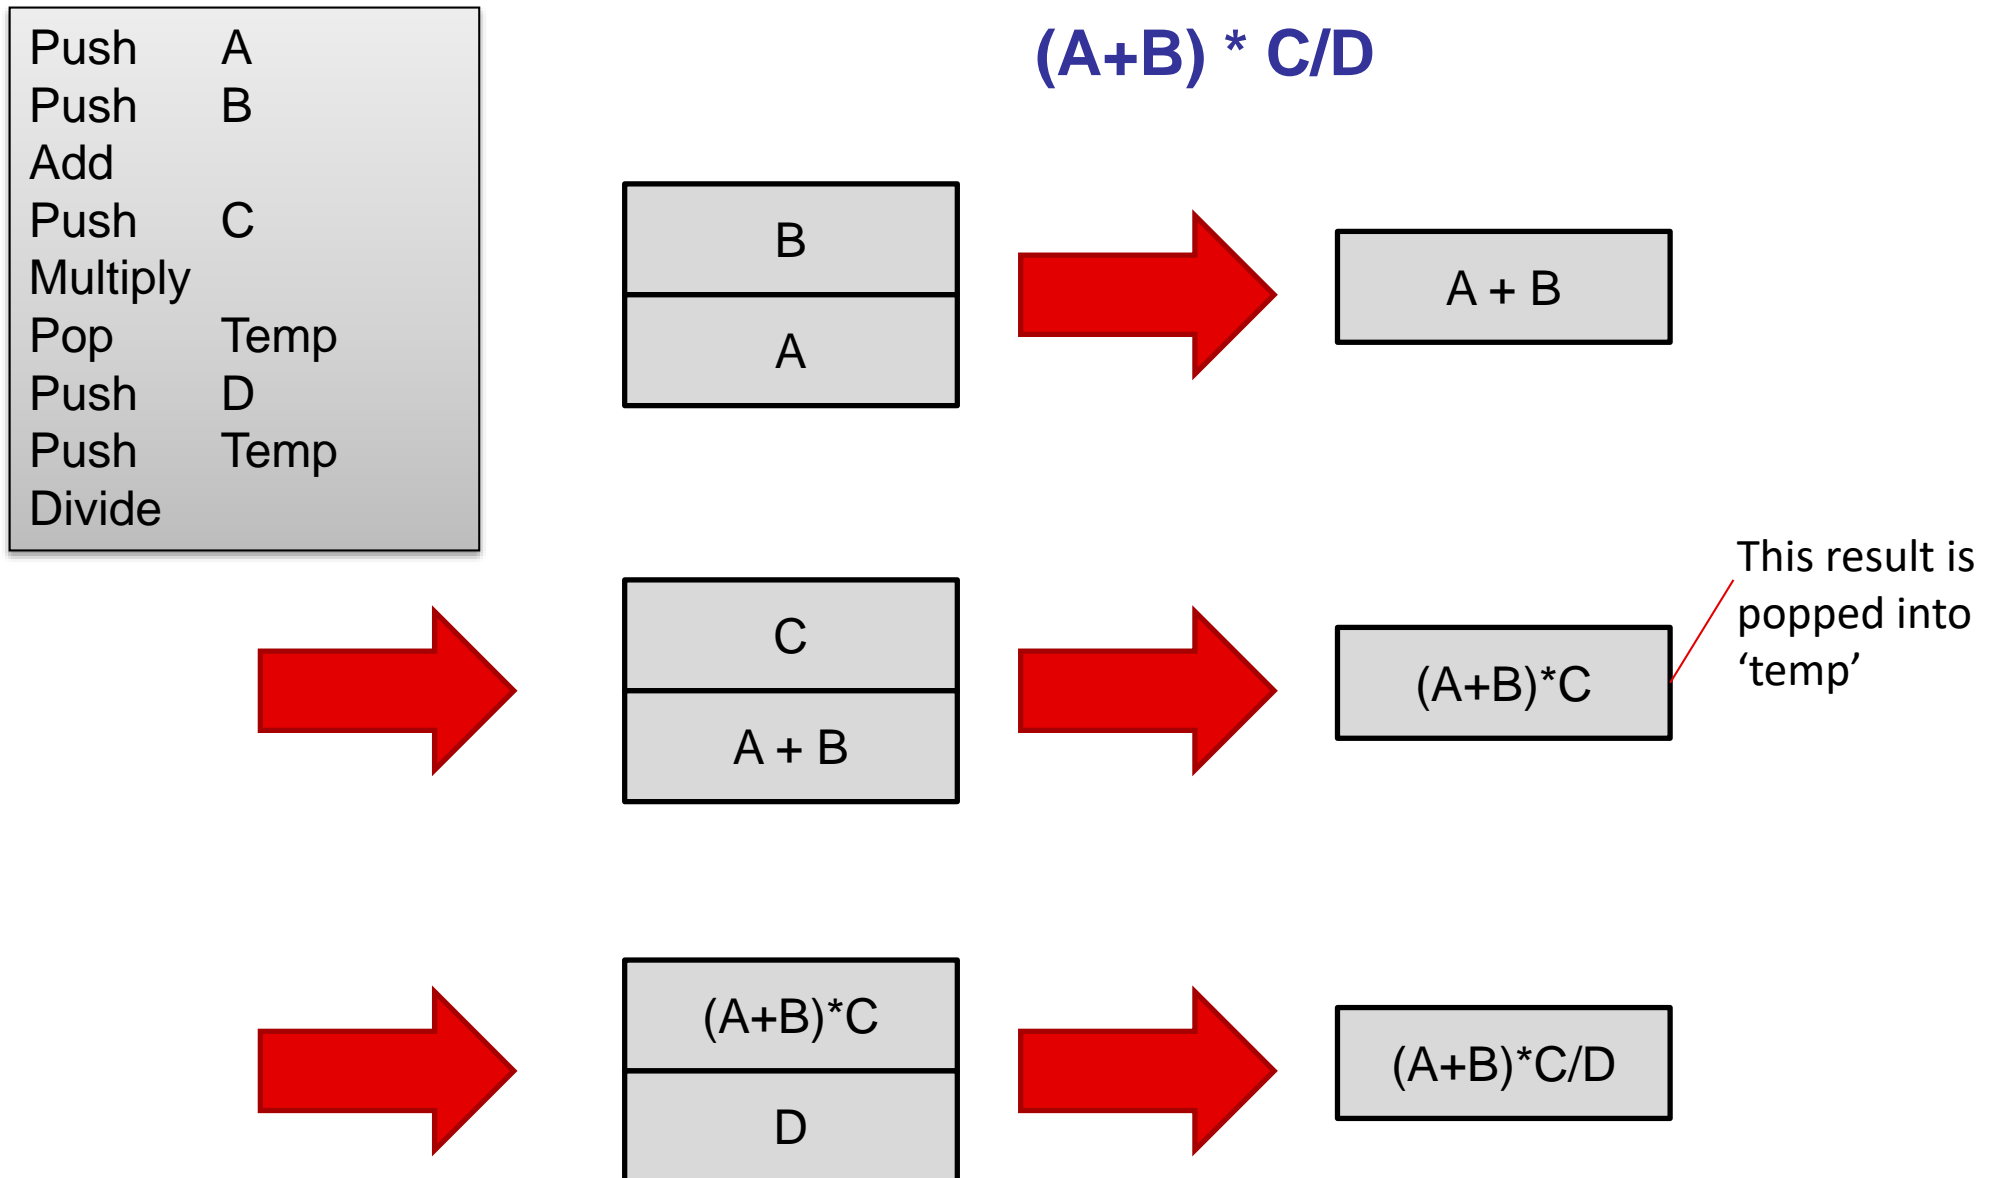 Push A
Push B
Add
Push C
Multiply
Pop Temp
Push D
Push Temp
Divide
(A+B) * C/D
B
A
A + B
C
A + B
(A+B)*C
This result is
popped into
‘temp’
(A+B)*C
D
(A+B)*C/D